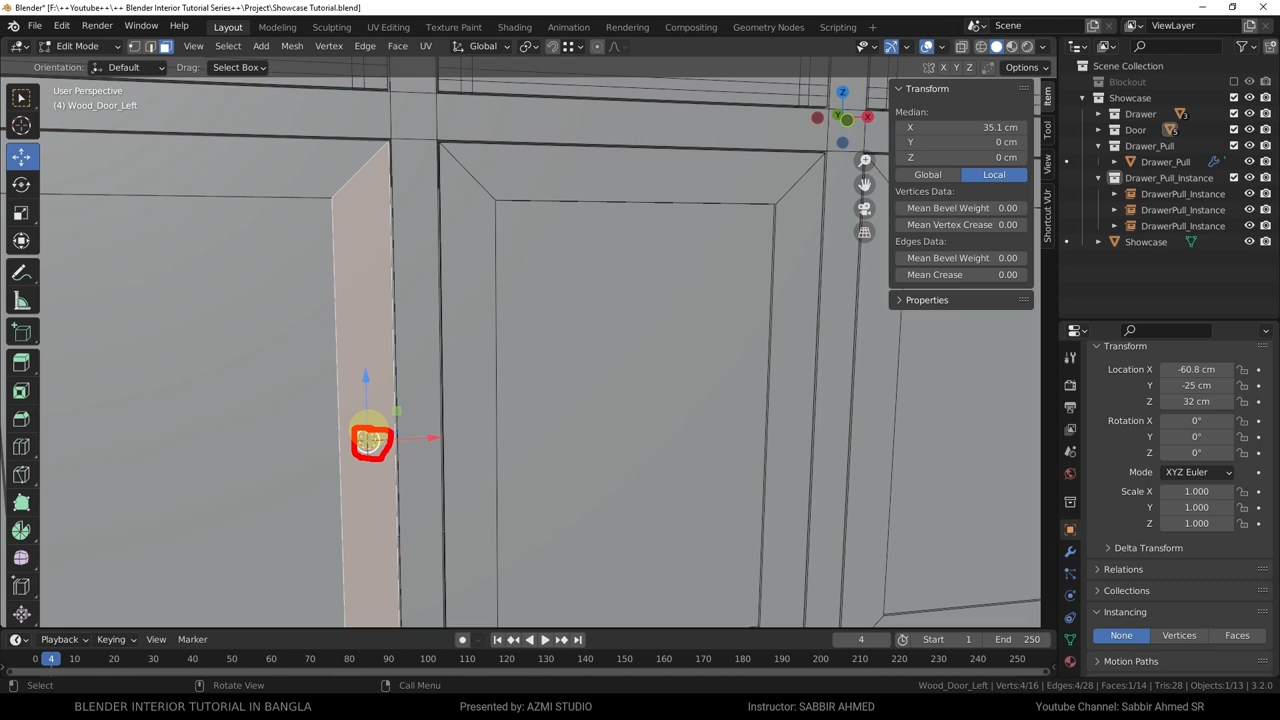 Blender* [F:\++Youtube++\++ Blender Interior Tutorial Series++\Project\Showcase Tutorial.blend]
File Edit Render Window Help Layout Modeling Sculpting UV Editing Texture Paint Shading Animation Rendering Compositing Geometry Nodes Scripting Scene ViewLayer
Edit Mode View Select Add Mesh Vertex Edge Face UV Global
Orientation: Default Drag: Select Box X Y Z Options
User Perspective
(4) Wood_Door_Left
Z
Y X
Transform
Median:
X 35.1 cm
Y 0 cm
Z 0 cm
Global Local
Vertices Data:
Mean Bevel Weight 0.00
Mean Vertex Crease 0.00
Edges Data:
Mean Bevel Weight 0.00
Mean Crease 0.00
Properties
Item
Tool
View
Shortcut VUr
Scene Collection
Blockout
Showcase
Drawer 3
Door 5
Drawer_Pull
Drawer_Pull
Drawer_Pull_Instance
DrawerPull_Instance
DrawerPull_Instance
DrawerPull_Instance
Showcase
Transform
Location X -60.8 cm
Y -25 cm
Z 32 cm
Rotation X 0°
Y 0°
Z 0°
Mode XYZ Euler
Scale X 1.000
Y 1.000
Z 1.000
Delta Transform
Relations
Collections
Instancing
None Vertices Faces
Motion Paths
Playback Keying View Marker 4 Start 1 End 250
0 4 10 20 30 40 50 60 70 80 90 100 110 120 130 140 150 160 170 180 190 200 210 220 230 240 250
Select Rotate View Call Menu Wood_Door_Left | Verts:4/16 | Edges:4/28 | Faces:1/14 | Tris:28 | Objects:1/13 | 3.2.0
BLENDER INTERIOR TUTORIAL IN BANGLA Presented by: AZMI STUDIO Instructor: SABBIR AHMED Youtube Channel: Sabbir Ahmed SR